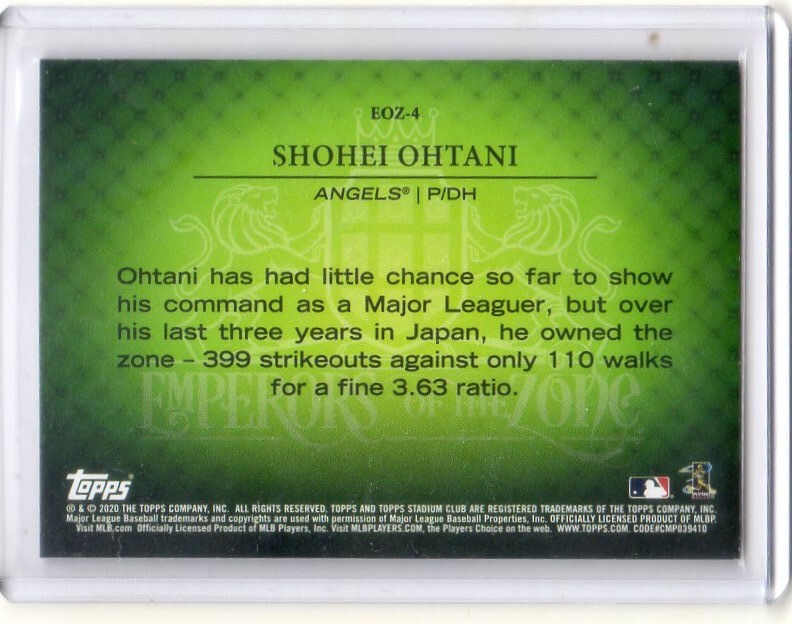 EOZ-4
SHOHEI OHTANI
ANGELS® | P/DH
Ohtani has had little chance so far to show
his command as a Major Leaguer, but over
his last three years in Japan, he owned the
zone – 399 strikeouts against only 110 walks
for a fine 3.63 ratio.
EMPERORS OF THE ZONE
Topps®
® & © 2020 THE TOPPS COMPANY, INC. ALL RIGHTS RESERVED. TOPPS AND TOPPS STADIUM CLUB ARE REGISTERED TRADEMARKS OF THE TOPPS COMPANY, INC.
Major League Baseball trademarks and copyrights are used with permission of Major League Baseball Properties, Inc. OFFICIALLY LICENSED PRODUCT OF MLBP.
Visit MLB.com Officially Licensed Product of MLB Players, Inc. Visit MLBPLAYERS.COM, the Players Choice on the web. WWW.TOPPS.COM. CODE#CMP039410